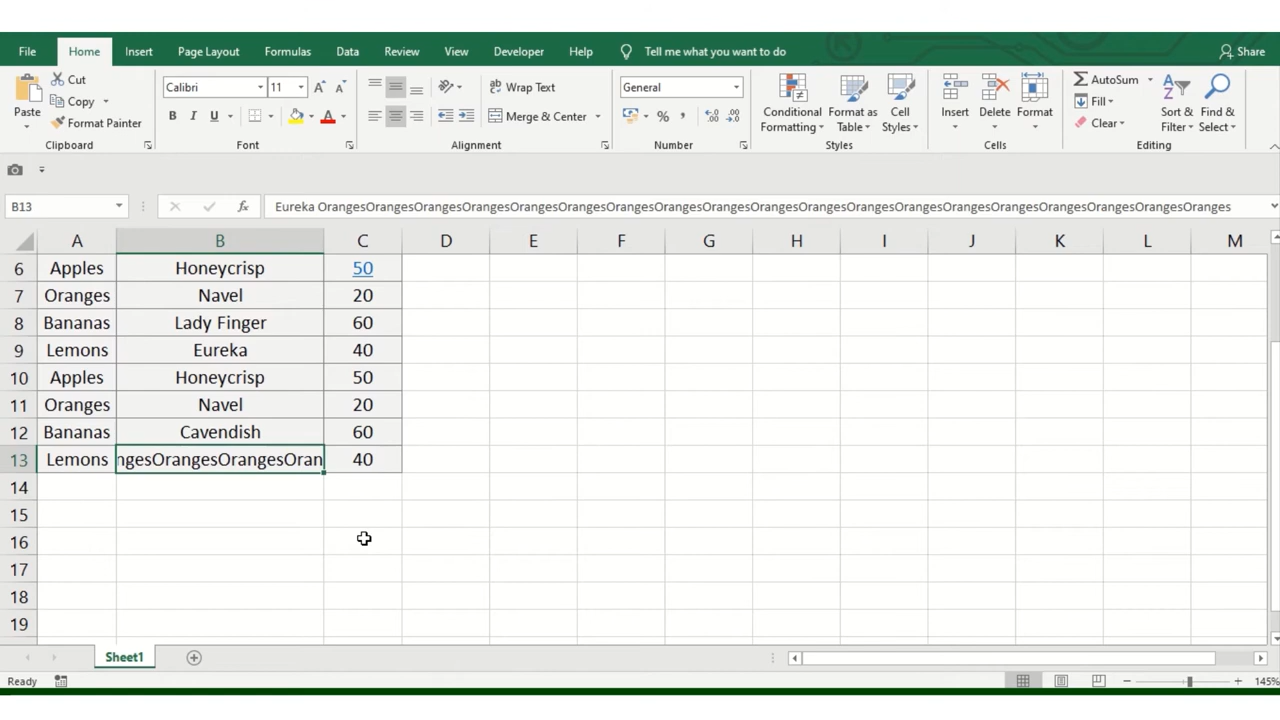 File Home Insert Page Layout Formulas Data Review View Developer Help Tell me what you want to do Share
Paste Cut Copy Format Painter
Calibri 11 A A
B I U A
Wrap Text
Merge & Center
General
% ,
Conditional Formatting
Format as Table
Cell Styles
Insert Delete Format
AutoSum
Fill
Clear
Sort & Filter
Find & Select
Clipboard Font Alignment Number Styles Cells Editing
B13 fx Eureka OrangesOrangesOrangesOrangesOrangesOrangesOrangesOrangesOrangesOrangesOrangesOrangesOrangesOrangesOrangesOrangesOrangesOrangesOranges
A B C D E F G H I J K L M
6 Apples Honeycrisp 50
7 Oranges Navel 20
8 Bananas Lady Finger 60
9 Lemons Eureka 40
10 Apples Honeycrisp 50
11 Oranges Navel 20
12 Bananas Cavendish 60
13 Lemons ngesOrangesOrangesOran 40
14
15
16
17
18
19
Sheet1
Ready 145%